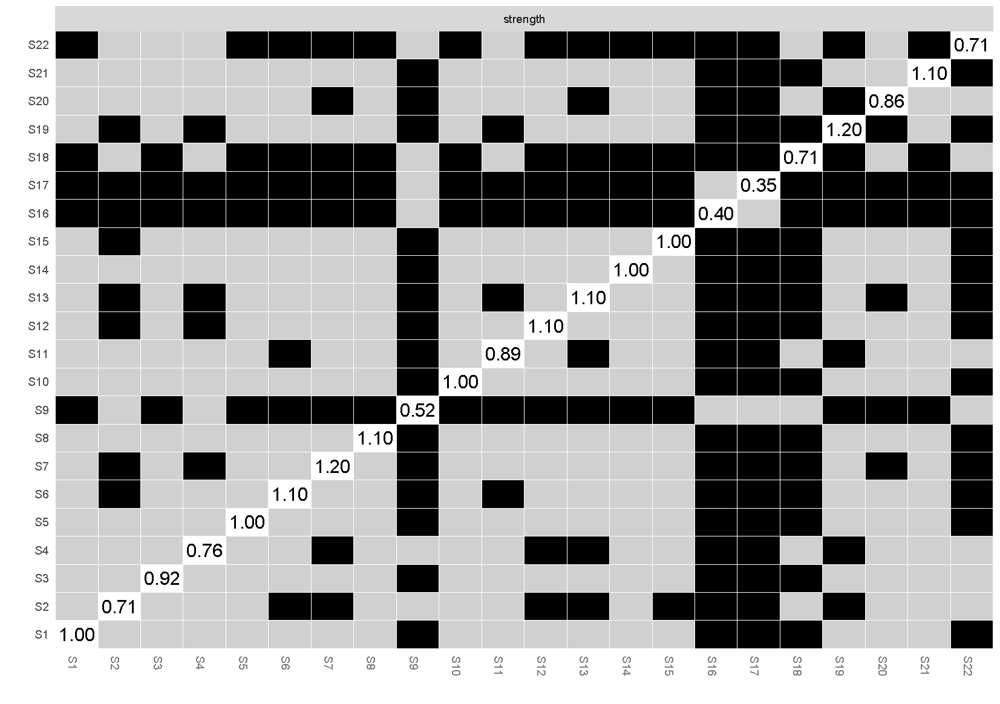 strength
S22 0.71
S21 1.10
S20 0.86
S19 1.20
S18 0.71
S17 0.35
S16 0.40
S15 1.00
S14 1.00
S13 1.10
S12 1.10
S11 0.89
S10 1.00
S9 0.52
S8 1.10
S7 1.20
S6 1.10
S5 1.00
S4 0.76
S3 0.92
S2 0.71
S1 1.00
S1 S2 S3 S4 S5 S6 S7 S8 S9 S10 S11 S12 S13 S14 S15 S16 S17 S18 S19 S20 S21 S22